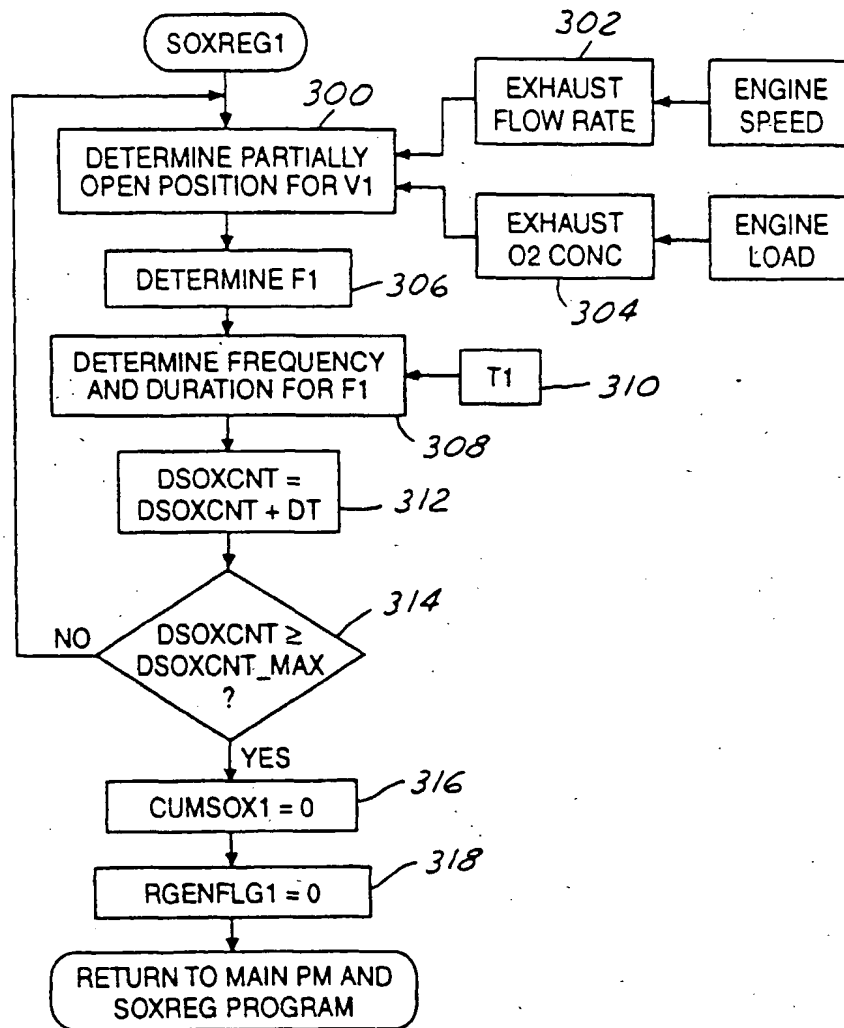 SOXREG1
300
DETERMINE PARTIALLY
OPEN POSITION FOR V1
302
EXHAUST
FLOW RATE
ENGINE
SPEED
EXHAUST
O2 CONC
304
ENGINE
LOAD
DETERMINE F1
306
DETERMINE FREQUENCY
AND DURATION FOR F1
308
T1
310
DSOXCNT =
DSOXCNT + DT
312
DSOXCNT ≥
DSOXCNT_MAX
?
314
NO
YES
CUMSOX1 = 0
316
RGENFLG1 = 0
318
RETURN TO MAIN PM AND
SOXREG PROGRAM